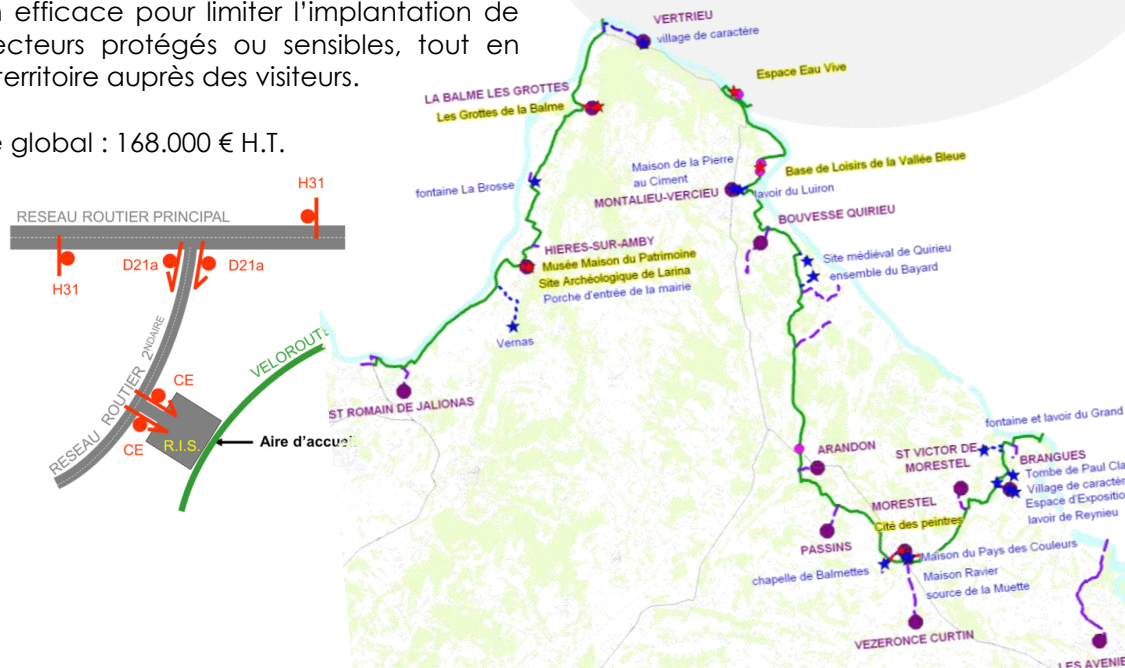 efficace pour limiter l'implantation de
ecteurs protégés ou sensibles, tout en
territoire auprès des visiteurs.
global : 168.000 € H.T.
H31
RESEAU ROUTIER PRINCIPAL
D21a
D21a
H31
RESEAU ROUTIER 2NDAIRE
VELOROUTE
CE
CE
R.I.S.
Aire d'accueil
VERTRIEU
village de caractère
Espace Eau Vive
LA BALME LES GROTTES
Les Grottes de la Balme
Maison de la Pierre
au Ciment
Base de Loisirs de la Vallée Bleue
fontaine La Brosse
MONTALIEU-VERCIEU
lavoir du Luiron
BOUVESSE QUIRIEU
HIERES-SUR-AMBY
Musée Maison du Patrimoine
Site Archéologique de Larina
Porche d'entrée de la mairie
Site médiéval de Quirieu
ensemble du Bayard
Vernas
ST ROMAIN DE JALIONAS
fontaine et lavoir du Grand
ARANDON
ST VICTOR DE
MORESTEL
BRANGUES
Tombe de Paul Cla
Village de caractère
Espace d'Expositio
lavoir de Reynieu
MORESTEL
Cité des peintres
PASSINS
Maison du Pays des Couleurs
chapelle de Balmettes
Maison Ravier
source de la Muette
VEZERONCE CURTIN
LES AVENIE